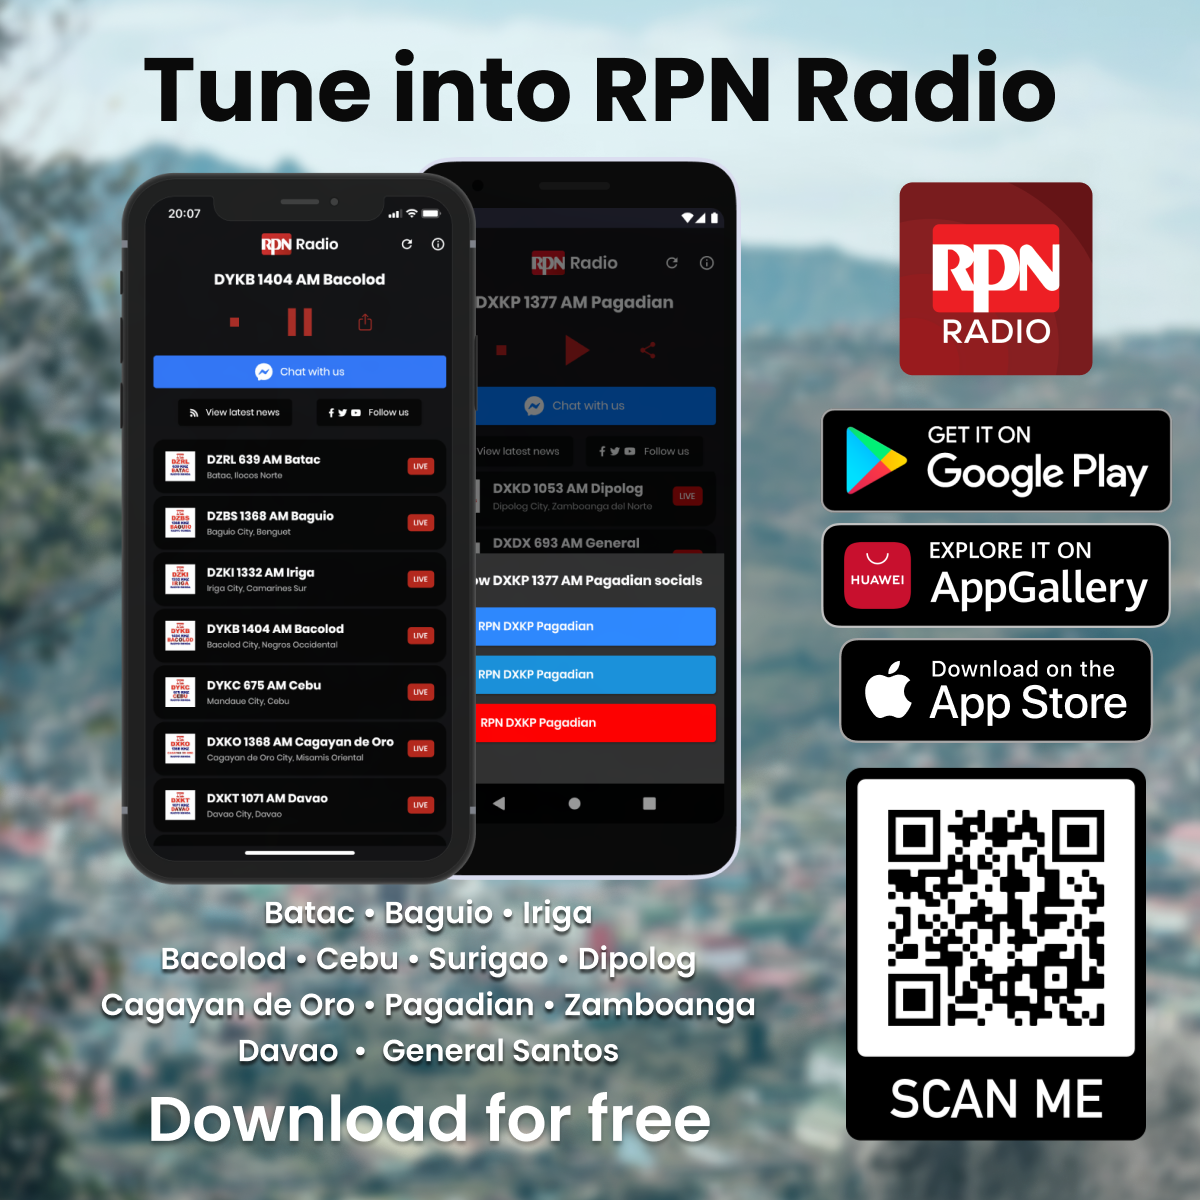 Tune into RPN Radio
20:07
RPN Radio
DYKB 1404 AM Bacolod
Chat with us
View latest news
Follow us
DZRL 639 AM Batac
Batac, Ilocos Norte
LIVE
DZBS 1368 AM Baguio
Baguio City, Benguet
LIVE
DZKI 1332 AM Iriga
Iriga City, Camarines Sur
LIVE
DYKB 1404 AM Bacolod
Bacolod City, Negros Occidental
LIVE
DYKC 675 AM Cebu
Mandaue City, Cebu
LIVE
DXKO 1368 AM Cagayan de Oro
Cagayan de Oro City, Misamis Oriental
LIVE
DXKT 1071 AM Davao
Davao City, Davao
LIVE
RPN Radio
DXKP 1377 AM Pagadian
Chat with us
View latest news
Follow us
DXKD 1053 AM Dipolog
Dipolog City, Zamboanga del Norte
LIVE
DXDX 693 AM General
ow DXKP 1377 AM Pagadian socials
RPN DXKP Pagadian
RPN DXKP Pagadian
RPN DXKP Pagadian
RPN
RADIO
GET IT ON
Google Play
HUAWEI
EXPLORE IT ON
AppGallery
Download on the
App Store
SCAN ME
Batac • Baguio • Iriga
Bacolod • Cebu • Surigao • Dipolog
Cagayan de Oro • Pagadian • Zamboanga
Davao • General Santos
Download for free